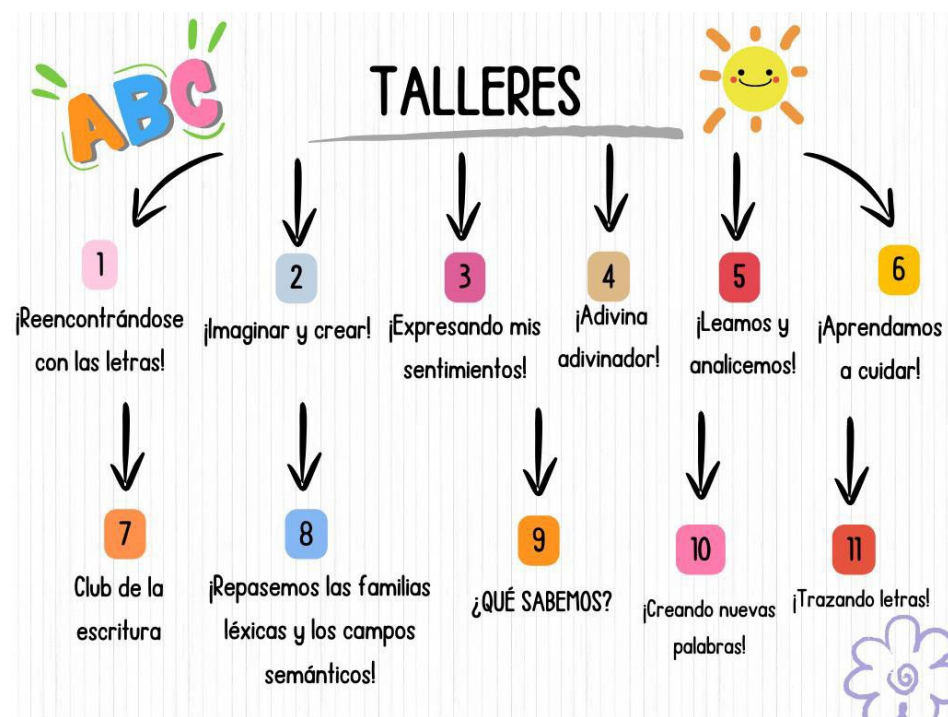 ABC
TALLERES
1
¡Reencontrándose
con las letras!
2
¡Imaginar y crear!
3
¡Expresando mis
sentimientos!
4
¡Adivina
adivinador!
5
¡Leamos y
analicemos!
6
¡Aprendamos
a cuidar!
7
Club de la
escritura
8
¡Repasemos las familias
léxicas y los campos
semánticos!
9
¿QUÉ SABEMOS?
10
¡Creando nuevas
palabras!
11
¡Trazando letras!